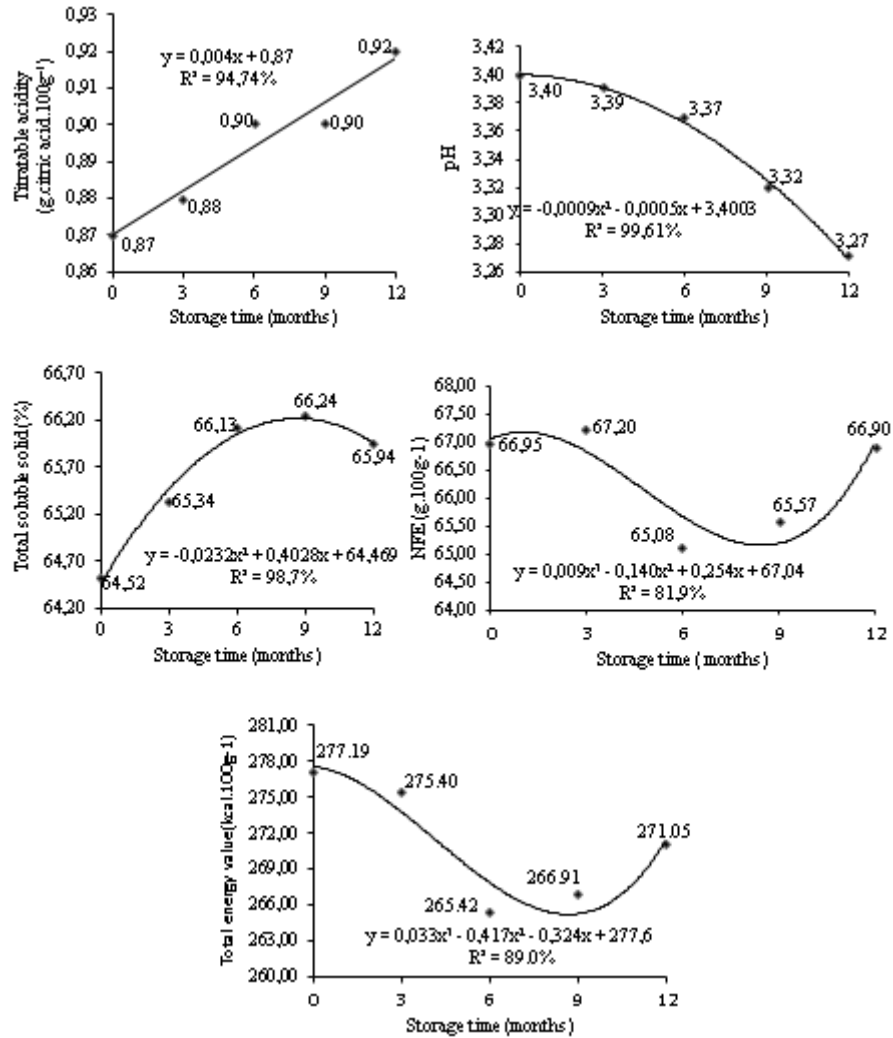 0,93
0,92
0,91
0,90
0,89
0,88
0,87
0,86
Titratable acidity
(g.citric acid.100g⁻¹)
y = 0,004x + 0,87
R² = 94,74%
0,87
0,88
0,90
0,90
0,92
0 3 6 9 12
Storage time (months)
3,42
3,40
3,38
3,36
3,34
3,32
3,30
3,28
3,26
pH
3,40
3,39
3,37
3,32
3,27
y = -0,0009x² - 0,0005x + 3,4003
R² = 99,61%
0 3 6 9 12
Storage time (months)
66,70
66,20
65,70
65,20
64,70
64,20
Total soluble solid (%)
64,52
65,34
66,13
66,24
65,94
y = -0,0232x² + 0,4028x + 64,469
R² = 98,7%
0 3 6 9 12
Storage time (months)
68,00
67,50
67,00
66,50
66,00
65,50
65,00
64,50
64,00
NFE (g.100g-1)
66,95
67,20
65,08
65,57
66,90
y = 0,009x³ - 0,140x² + 0,254x + 67,04
R² = 81,9%
0 3 6 9 12
Storage time (months)
281,00
278,00
275,00
272,00
269,00
266,00
263,00
260,00
Total energy value(kcal.100g-1)
277.19
275.40
265.42
266.91
271.05
y = 0,033x³ - 0,417x² - 0,324x + 277,6
R² = 89.0%
0 3 6 9 12
Storage time (months)